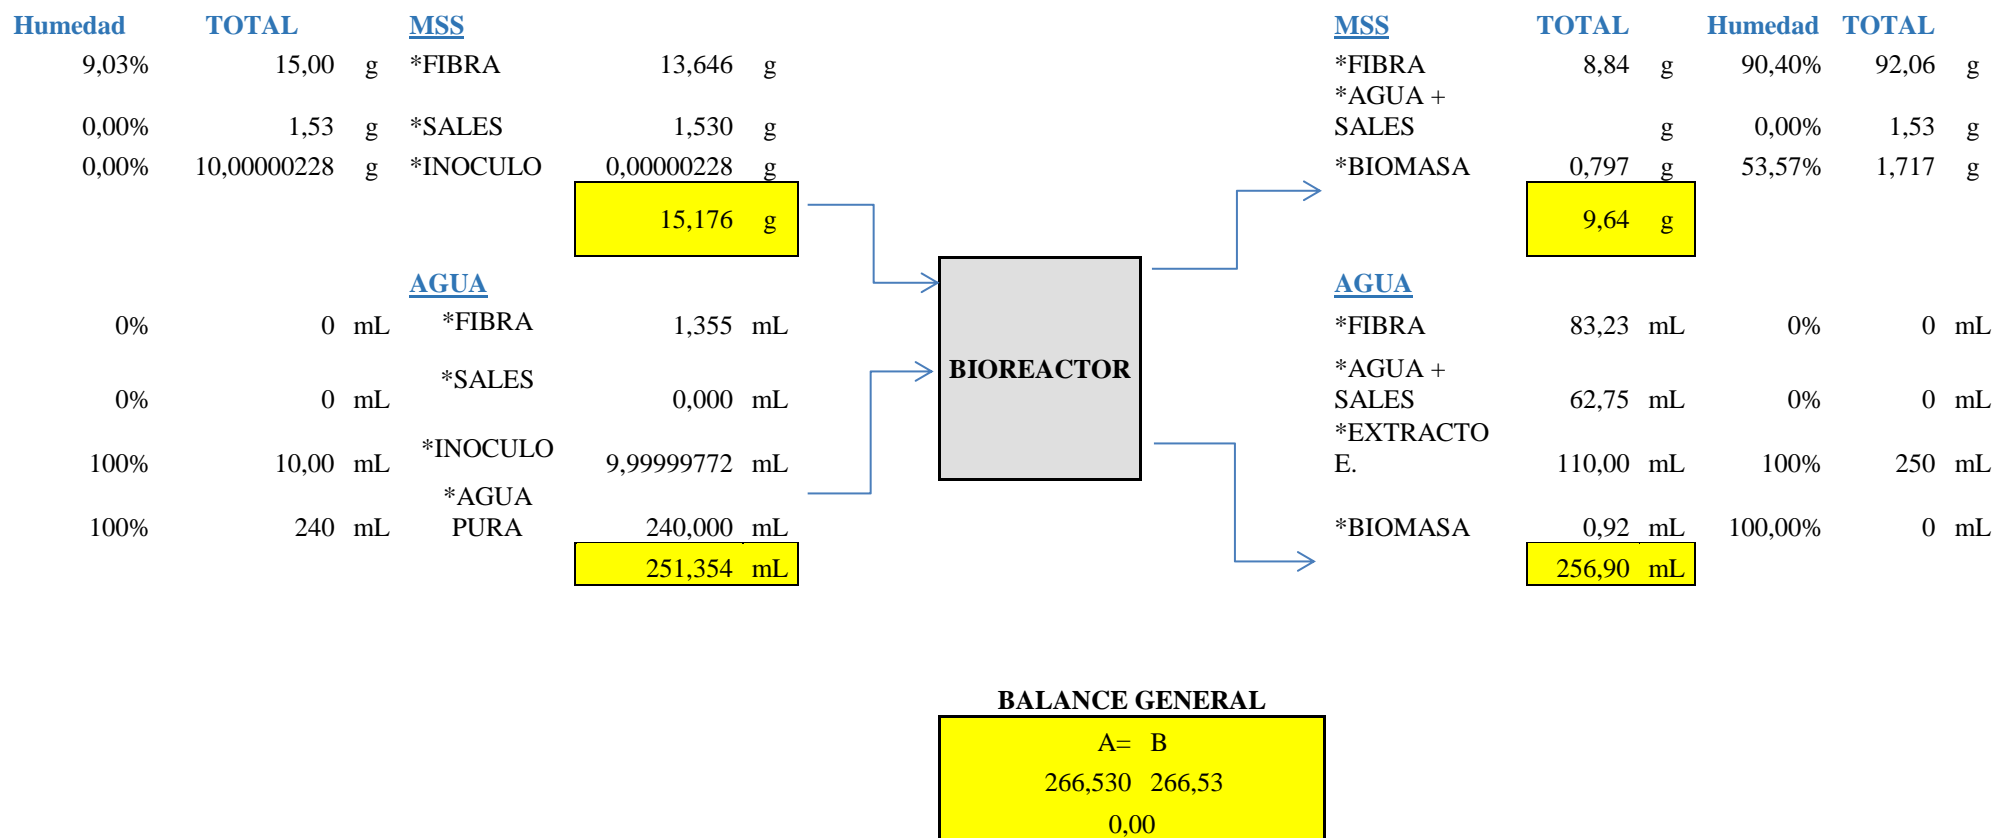 Humedad TOTAL MSS MSS TOTAL Humedad TOTAL
9,03% 15,00 g *FIBRA 13,646 g *FIBRA 8,84 g 90,40% 92,06 g
*AGUA +
0,00% 1,53 g *SALES 1,530 g SALES g 0,00% 1,53 g
0,00% 10,00000228 g *INOCULO 0,00000228 g *BIOMASA 0,797 g 53,57% 1,717 g
15,176 g 9,64 g
AGUA AGUA
0% 0 mL *FIBRA 1,355 mL *FIBRA 83,23 mL 0% 0 mL
BIOREACTOR
*SALES *AGUA +
0% 0 mL 0,000 mL SALES 62,75 mL 0% 0 mL
*EXTRACTO
100% 10,00 mL *INOCULO 9,99999772 mL E. 110,00 mL 100% 250 mL
*AGUA
100% 240 mL PURA 240,000 mL *BIOMASA 0,92 mL 100,00% 0 mL
251,354 mL 256,90 mL
BALANCE GENERAL
A= B
266,530 266,53
0,00